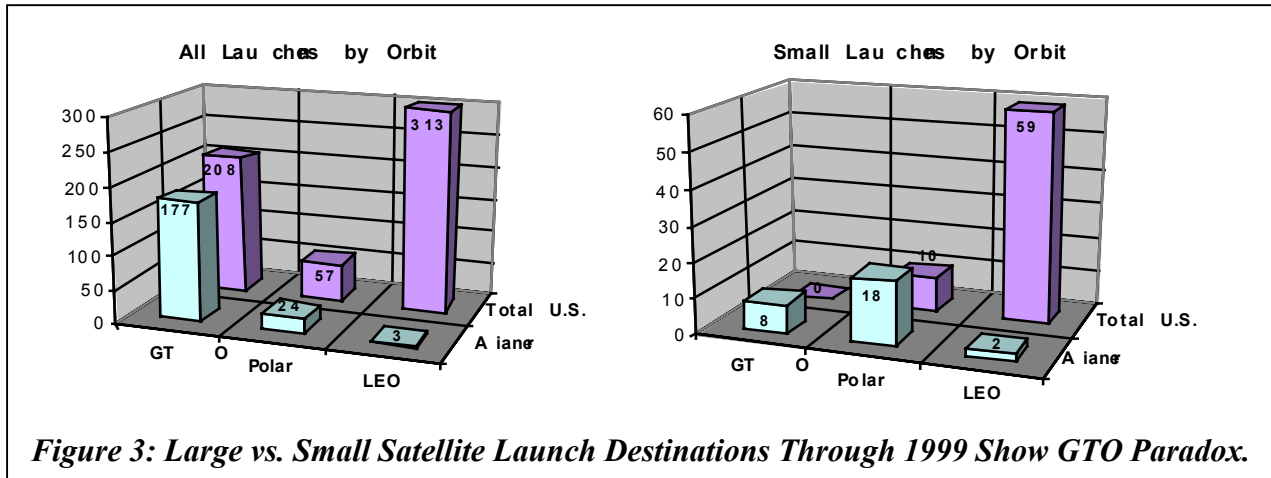 All Lau ches by Orbit
300
250
200
150
100
50
0
313
208
177
57
24
3
GT O
Polar
LEO
Total U.S.
A iane
Small Lau ches by Orbit
60
50
40
30
20
10
0
59
10
0
18
8
2
GT O
Polar
LEO
Total U.S.
A iane
Figure 3: Large vs. Small Satellite Launch Destinations Through 1999 Show GTO Paradox.